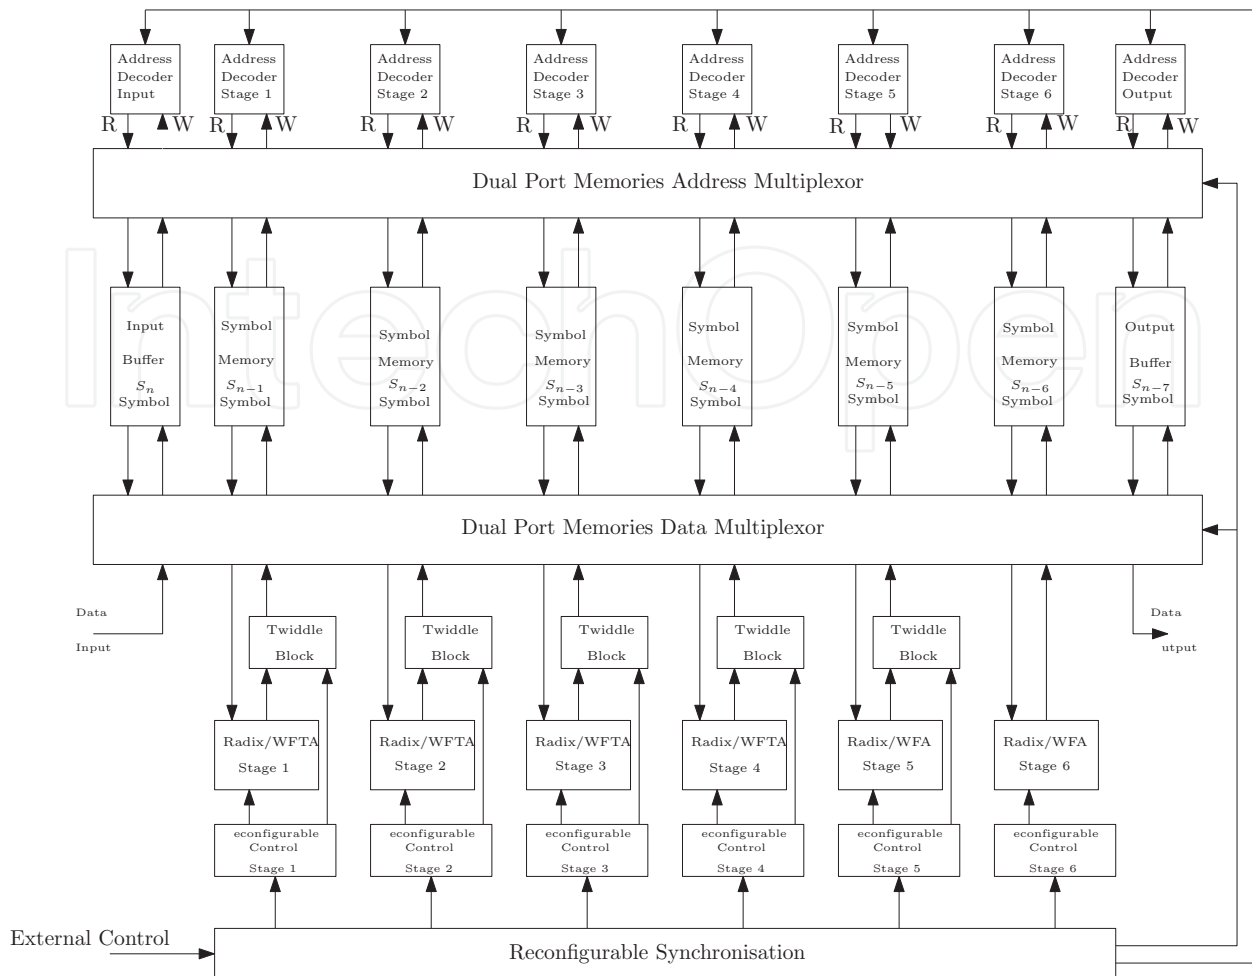 Address Decoder Input
Address Decoder Stage 1
Address Decoder Stage 2
Address Decoder Stage 3
Address Decoder Stage 4
Address Decoder Stage 5
Address Decoder Stage 6
Address Decoder Output
R W R W R W R W R W R W R W R W
Dual Port Memories Address Multiplexor
IntechOpen
Input Buffer Sn Symbol
Symbol Memory Sn−1 Symbol
Symbol Memory Sn−2 Symbol
Symbol Memory Sn−3 Symbol
Symbol Memory Sn−4 Symbol
Symbol Memory Sn−5 Symbol
Symbol Memory Sn−6 Symbol
Output Buffer Sn−7 Symbol
Dual Port Memories Data Multiplexor
Data Input
Twiddle Block
Twiddle Block
Twiddle Block
Twiddle Block
Twiddle Block
Data utput
Radix/WFTA Stage 1
Radix/WFTA Stage 2
Radix/WFTA Stage 3
Radix/WFTA Stage 4
Radix/WFA Stage 5
Radix/WFA Stage 6
econfigurable Control Stage 1
econfigurable Control Stage 2
econfigurable Control Stage 3
econfigurable Control Stage 4
econfigurable Control Stage 5
econfigurable Control Stage 6
External Control
Reconfigurable Synchronisation